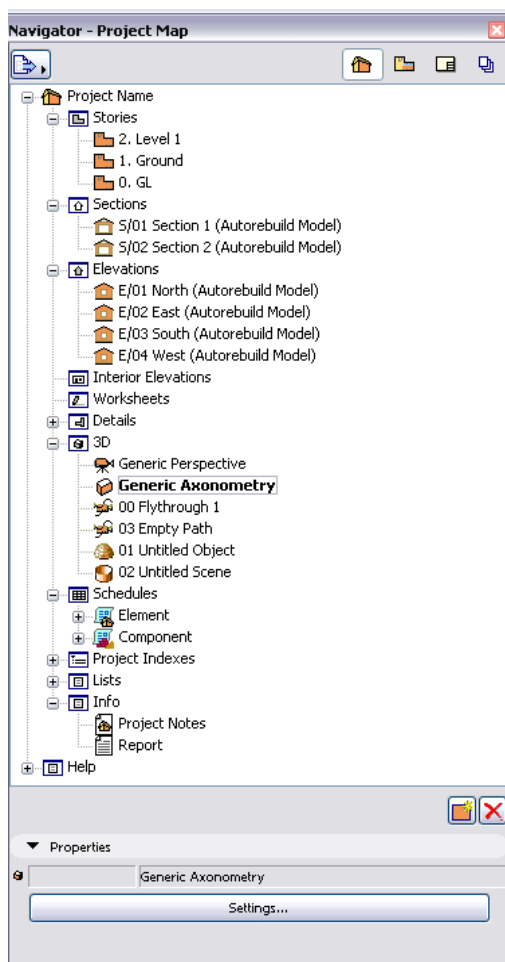 Navigator - Project Map
Project Name
Stories
2. Level 1
1. Ground
0. GL
Sections
S/01 Section 1 (Autorebuild Model)
S/02 Section 2 (Autorebuild Model)
Elevations
E/01 North (Autorebuild Model)
E/02 East (Autorebuild Model)
E/03 South (Autorebuild Model)
E/04 West (Autorebuild Model)
Interior Elevations
Worksheets
Details
3D
Generic Perspective
Generic Axonometry
00 Flythrough 1
03 Empty Path
01 Untitled Object
02 Untitled Scene
Schedules
Element
Component
Project Indexes
Lists
Info
Project Notes
Report
Help
Properties
Generic Axonometry
Settings...